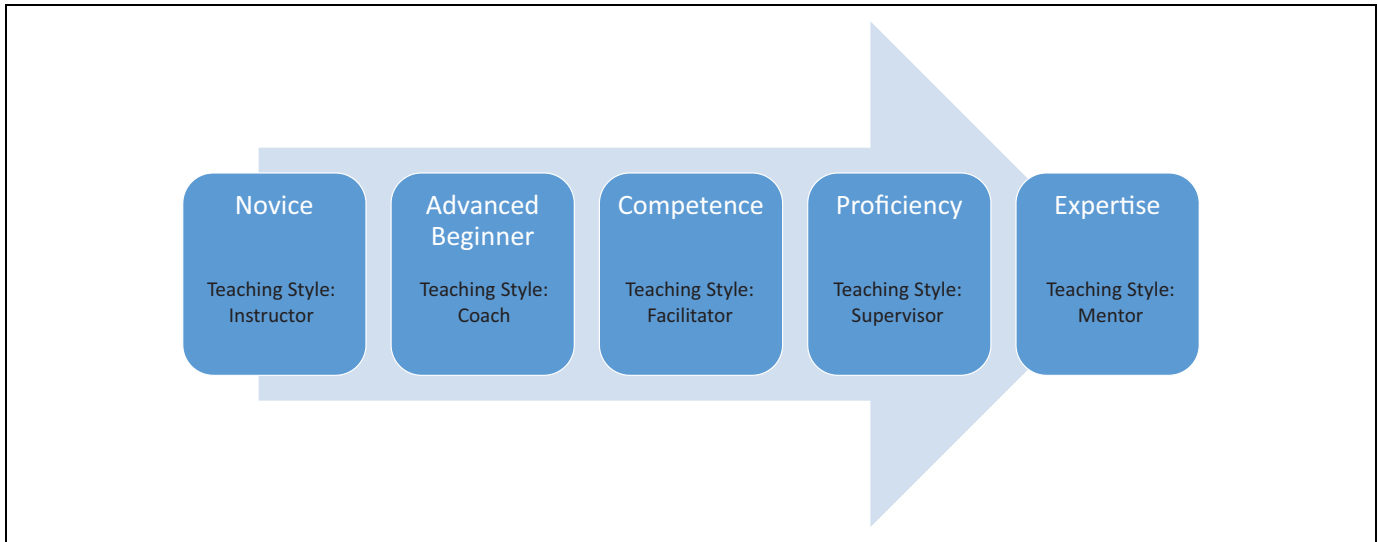 Novice
Teaching Style:
Instructor
Advanced
Beginner
Teaching Style:
Coach
Competence
Teaching Style:
Facilitator
Proficiency
Teaching Style:
Supervisor
Expertise
Teaching Style:
Mentor